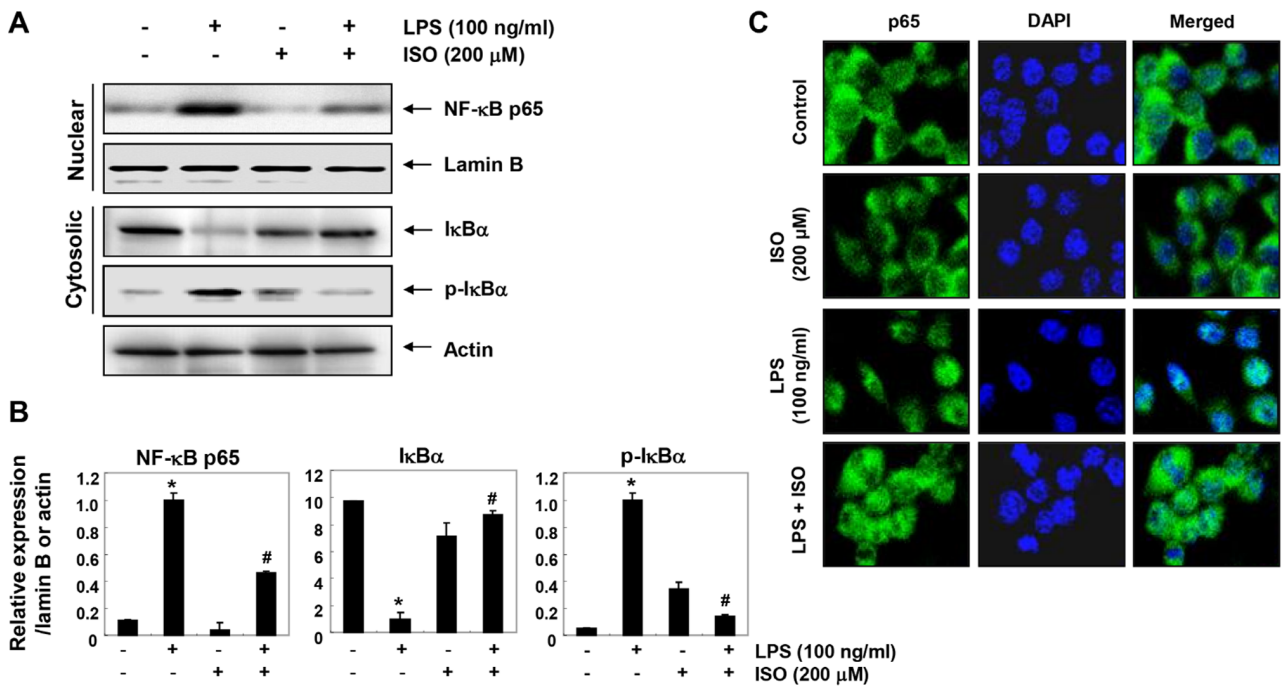 A
- + - + LPS (100 ng/ml)
- - + + ISO (200 μM)
Nuclear
NF-κB p65
Lamin B
Cytosolic
IκBα
p-IκBα
Actin
B
Relative expression
/lamin B or actin
NF-κB p65
1.2
1.0
0.8
0.6
0.4
0.2
0
*
#
IκBα
12
10
8
6
4
2
0
*
#
p-IκBα
1.2
1.0
0.8
0.6
0.4
0.2
0
*
#
- + - + - + - + - + - + LPS (100 ng/ml)
- - + + - - + + - - + + ISO (200 μM)
C
p65 DAPI Merged
Control
ISO
(200 μM)
LPS
(100 ng/ml)
LPS + ISO